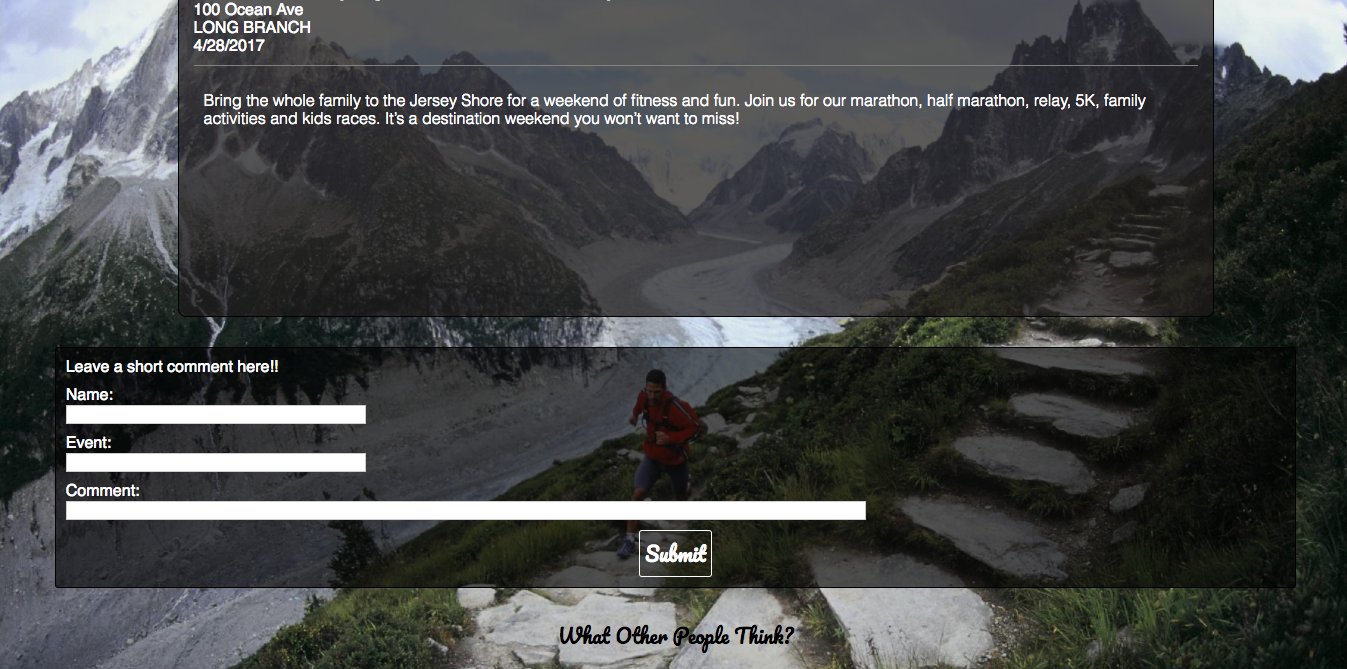 100 Ocean Ave
LONG BRANCH
4/28/2017
Bring the whole family to the Jersey Shore for a weekend of fitness and fun. Join us for our marathon, half marathon, relay, 5K, family
activities and kids races. It's a destination weekend you won't want to miss!
Leave a short comment here!!
Name:
Event:
Comment:
Submit
What Other People Think?